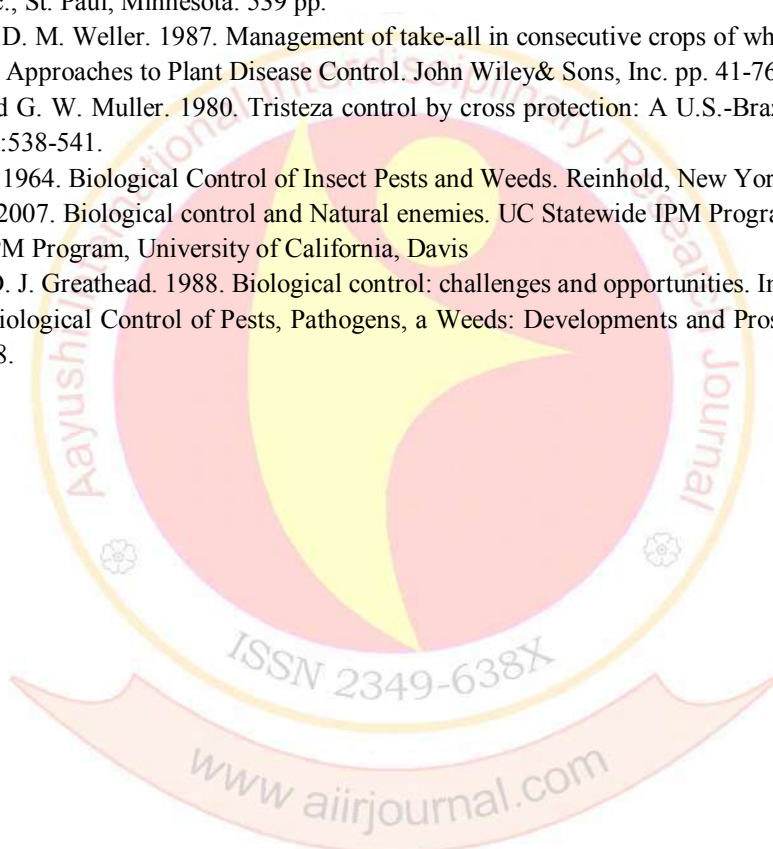 c., St. Paul, Minnesota. 539 pp.
D. M. Weller. 1987. Management of take-all in consecutive crops of wh
Approaches to Plant Disease Control. John Wiley& Sons, Inc. pp. 41-76
d G. W. Muller. 1980. Tristeza control by cross protection: A U.S.-Braz
:538-541.
1964. Biological Control of Insect Pests and Weeds. Reinhold, New Yor
2007. Biological control and Natural enemies. UC Statewide IPM Progra
PM Program, University of California, Davis
D. J. Greathead. 1988. Biological control: challenges and opportunities. In
iological Control of Pests, Pathogens, a Weeds: Developments and Pros
8.
Aayushi International Interdisciplinary Research Journal
ISSN 2349-638X
www aiirjournal.com